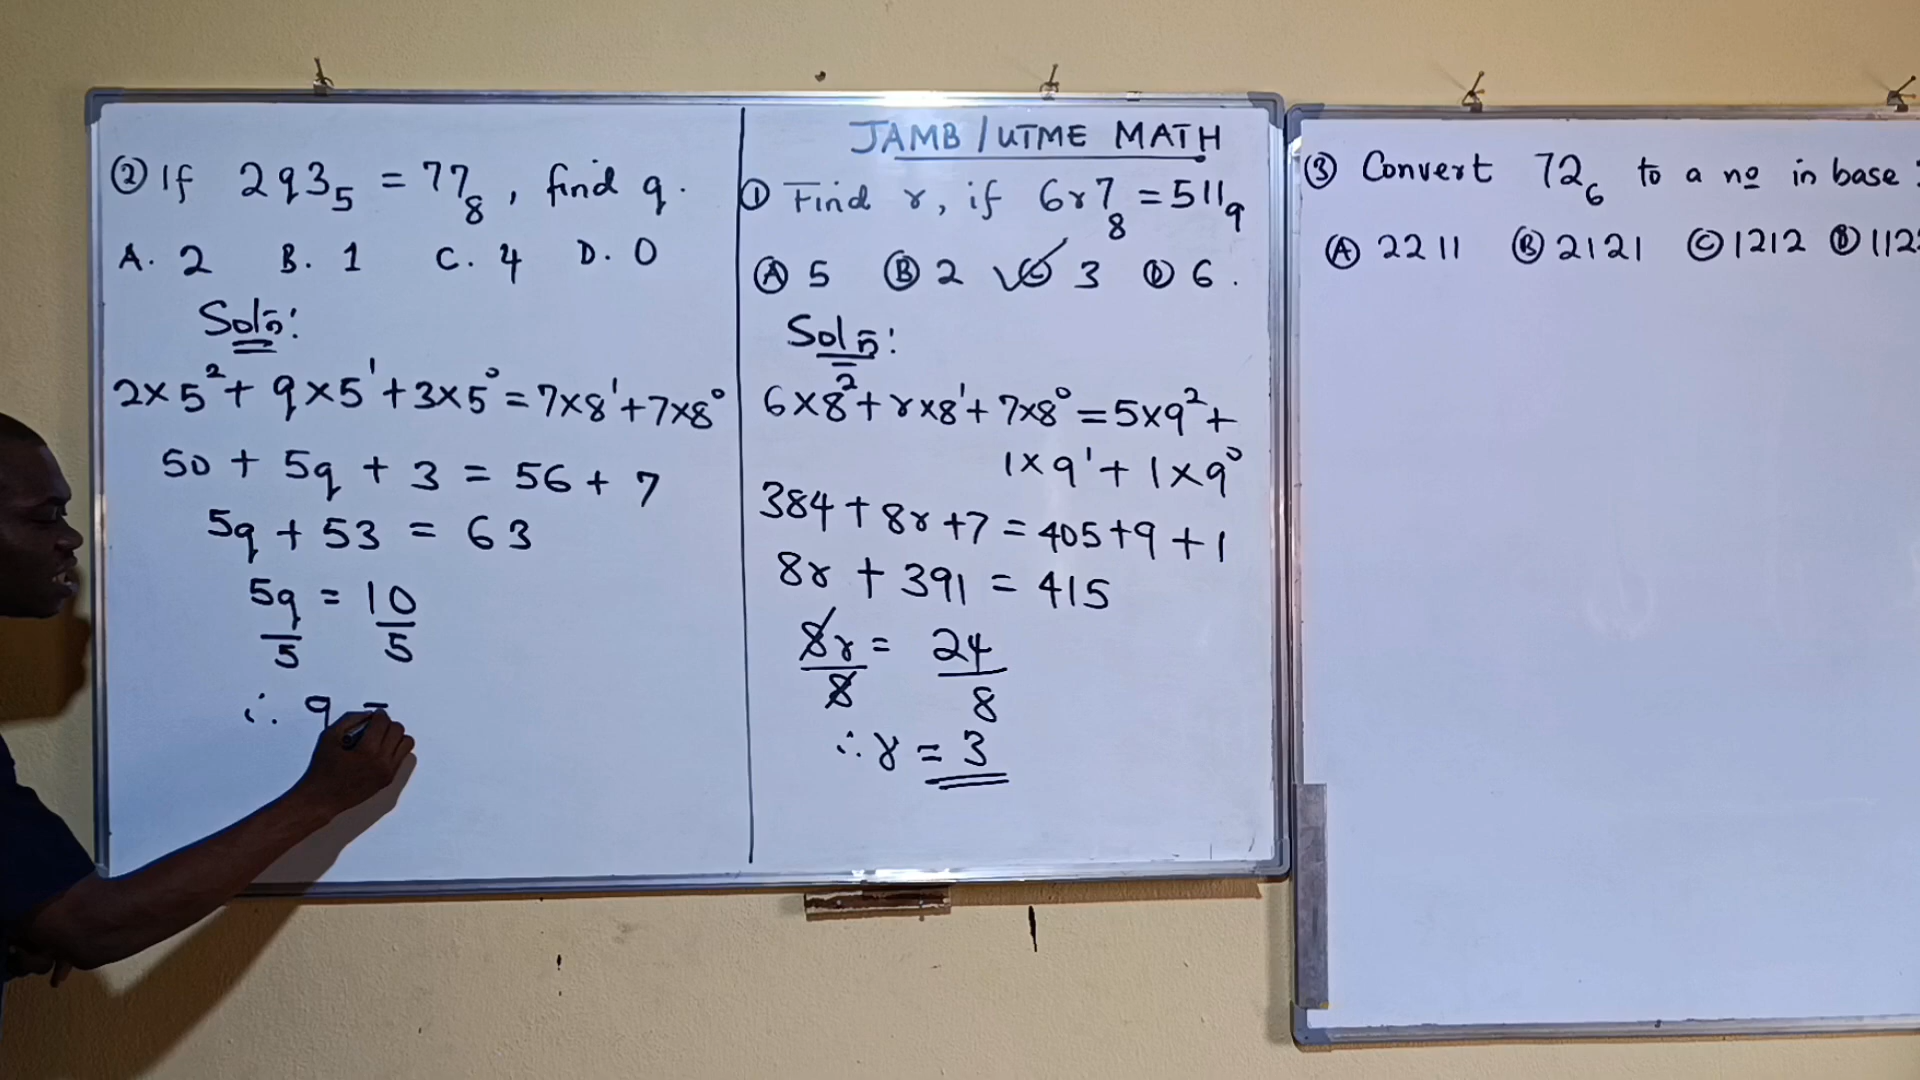 ② If 2q3₅ = 77₈, find q.
A. 2 B. 1 C. 4 D. 0
Solñ:
2×5² + q×5¹ + 3×5⁰ = 7×8¹ + 7×8⁰
50 + 5q + 3 = 56 + 7
5q + 53 = 63
5q/5 = 10/5
∴ q =
JAMB/UTME MATH
① Find r, if 6r7₈ = 511₉
Ⓐ 5 Ⓑ 2 ✓Ⓒ 3 Ⓓ 6.
Solñ:
6×8² + r×8¹ + 7×8⁰ = 5×9² +
1×9¹ + 1×9⁰
384 + 8r + 7 = 405 + 9 + 1
8r + 391 = 415
8r/8 = 24/8
∴ r = 3
③ Convert 72₆ to a no in base
Ⓐ 2211 Ⓑ 2121 Ⓒ 1212 Ⓓ 112